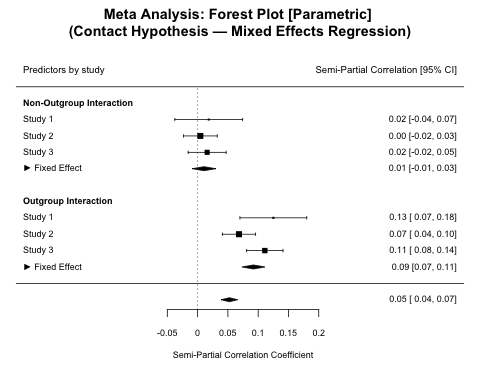 Meta Analysis: Forest Plot [Parametric]
(Contact Hypothesis — Mixed Effects Regression)
Predictors by study Semi-Partial Correlation [95% CI]
Non-Outgroup Interaction
Study 1 0.02 [-0.04, 0.07]
Study 2 0.00 [-0.02, 0.03]
Study 3 0.02 [-0.02, 0.05]
► Fixed Effect 0.01 [-0.01, 0.03]
Outgroup Interaction
Study 1 0.13 [ 0.07, 0.18]
Study 2 0.07 [ 0.04, 0.10]
Study 3 0.11 [ 0.08, 0.14]
► Fixed Effect 0.09 [0.07, 0.11]
0.05 [ 0.04, 0.07]
-0.05 0 0.05 0.1 0.15 0.2
Semi-Partial Correlation Coefficient